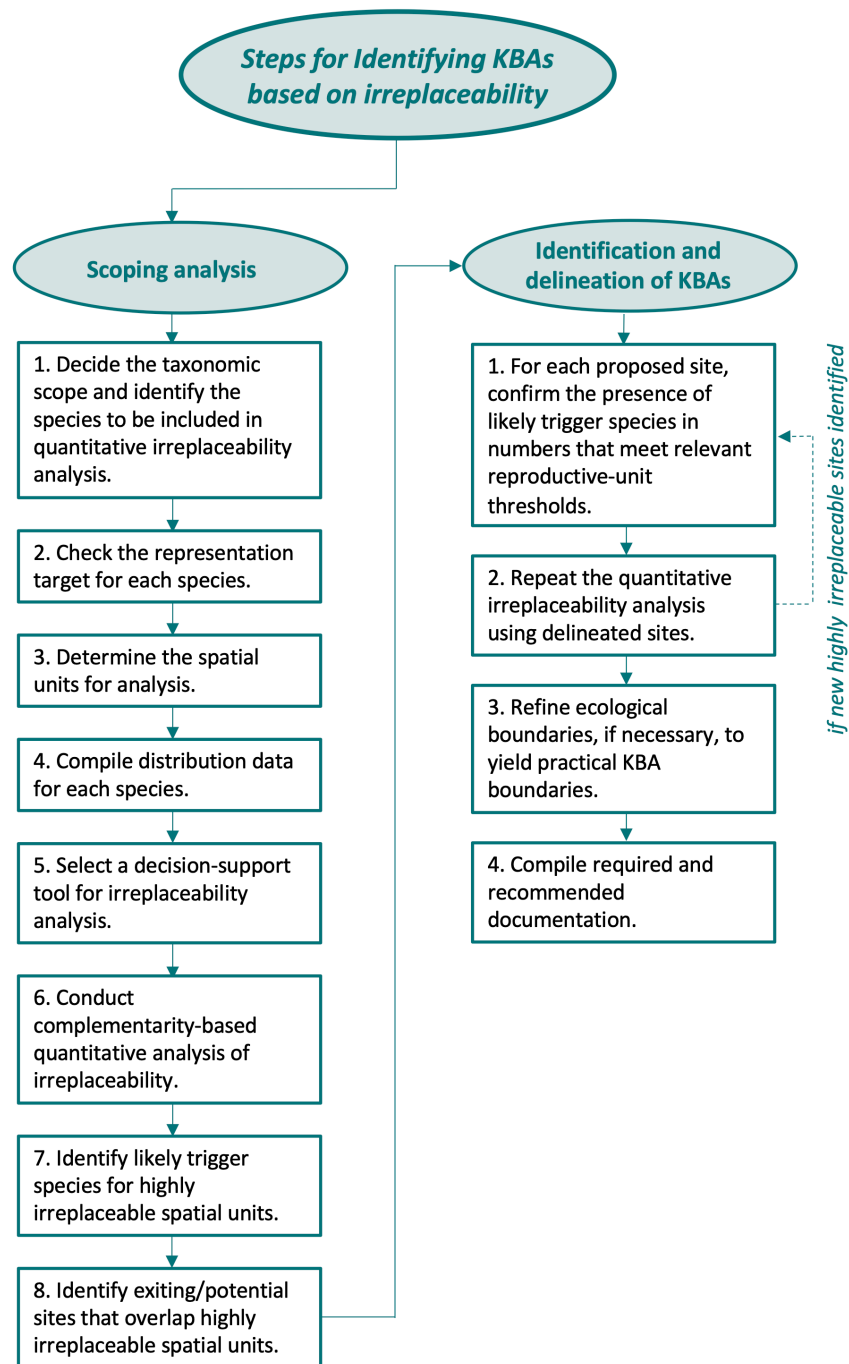 Steps for Identifying KBAs
based on irreplaceability
Scoping analysis
1. Decide the taxonomic
scope and identify the
species to be included in
quantitative irreplaceability
analysis.
2. Check the representation
target for each species.
3. Determine the spatial
units for analysis.
4. Compile distribution data
for each species.
5. Select a decision-support
tool for irreplaceability
analysis.
6. Conduct
complementarity-based
quantitative analysis of
irreplaceability.
7. Identify likely trigger
species for highly
irreplaceable spatial units.
8. Identify exiting/potential
sites that overlap highly
irreplaceable spatial units.
Identification and
delineation of KBAs
1. For each proposed site,
confirm the presence of
likely trigger species in
numbers that meet relevant
reproductive-unit
thresholds.
2. Repeat the quantitative
irreplaceability analysis
using delineated sites.
3. Refine ecological
boundaries, if necessary, to
yield practical KBA
boundaries.
4. Compile required and
recommended
documentation.
if new highly irreplaceable sites identified